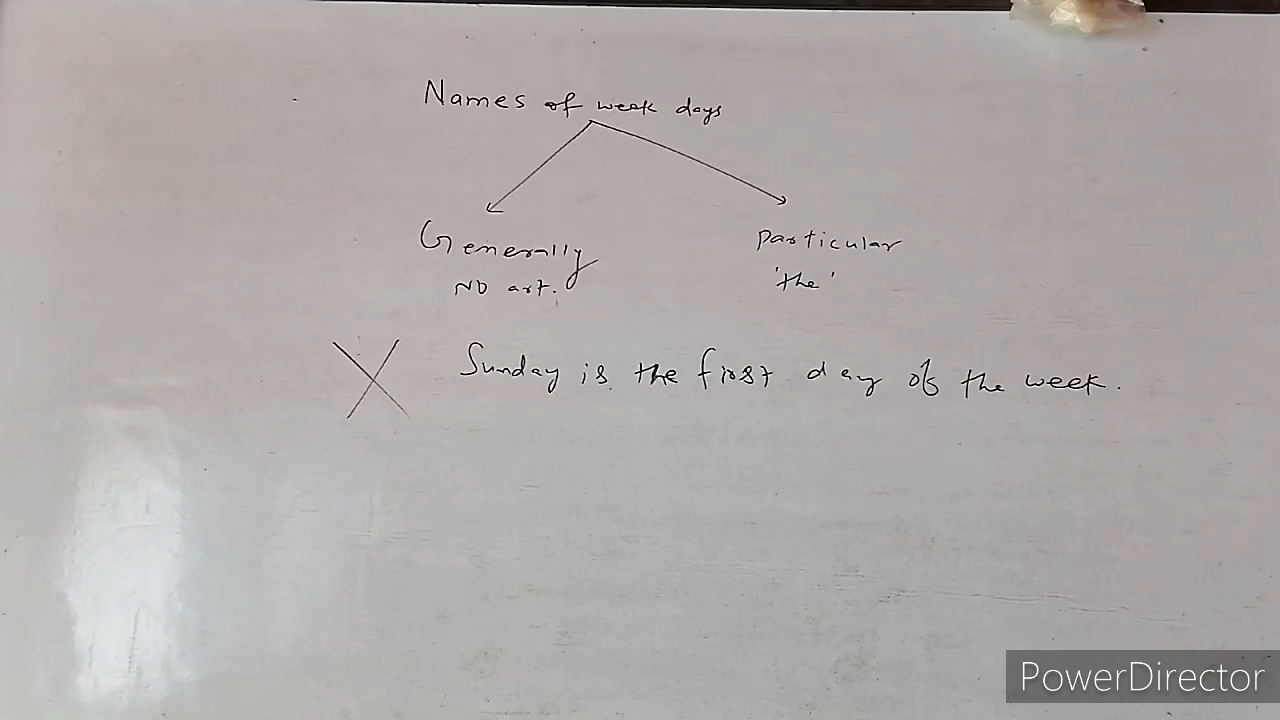 Names of week days
Generally
No art.
Particular
'the'
X Sunday is the first day of the week.
PowerDirector